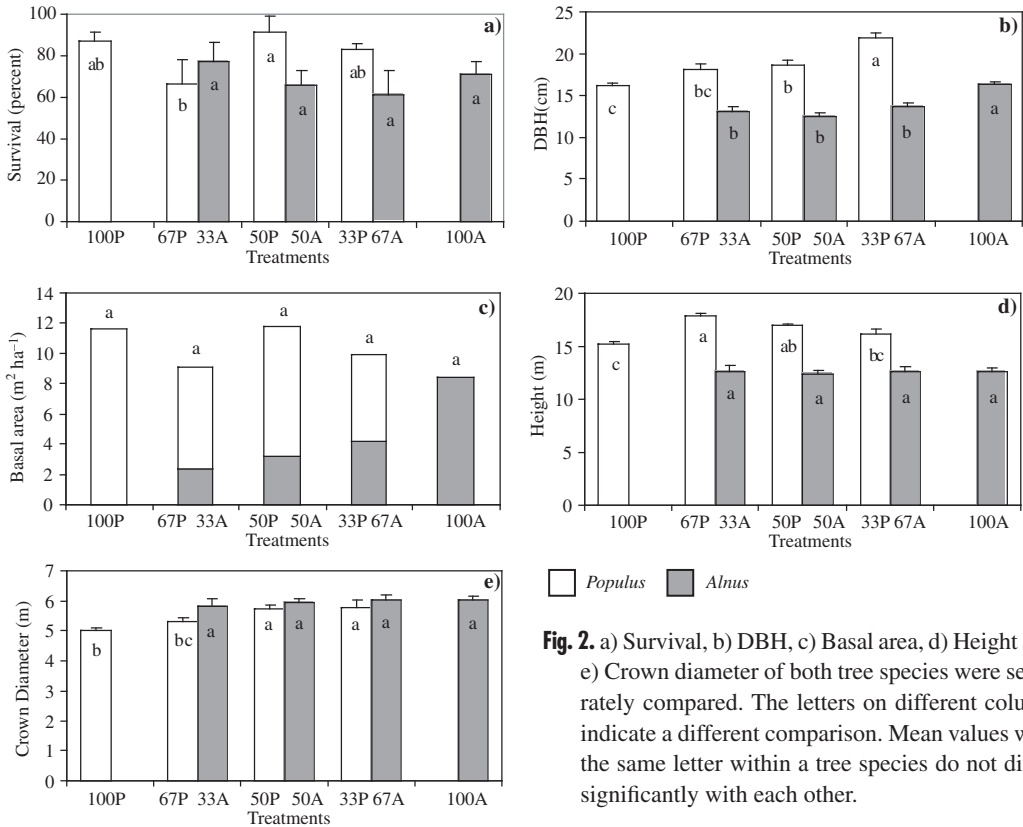 a)
Survival (percent)
100
80
60
40
20
0
ab
b
a
a
a
ab
a
a
100P 67P 33A 50P 50A 33P 67A 100A
Treatments
b)
DBH(cm)
25
20
15
10
5
0
c
bc
b
b
b
a
b
a
100P 67P 33A 50P 50A 33P 67A 100A
Treatments
c)
Basal area (m² ha⁻¹)
14
12
10
8
6
4
2
0
a
a
a
a
a
100P 67P 33A 50P 50A 33P 67A 100A
Treatments
d)
Height (m)
20
15
10
5
0
c
a
a
ab
a
bc
a
a
100P 67P 33A 50P 50A 33P 67A 100A
Treatments
e)
Crown Diameter (m)
7
6
5
4
3
2
1
0
b
bc
a
a
a
a
a
a
100P 67P 33A 50P 50A 33P 67A 100A
Treatments
Populus Alnus
Fig. 2. a) Survival, b) DBH, c) Basal area, d) Height
e) Crown diameter of both tree species were se
rately compared. The letters on different colu
indicate a different comparison. Mean values w
the same letter within a tree species do not di
significantly with each other.